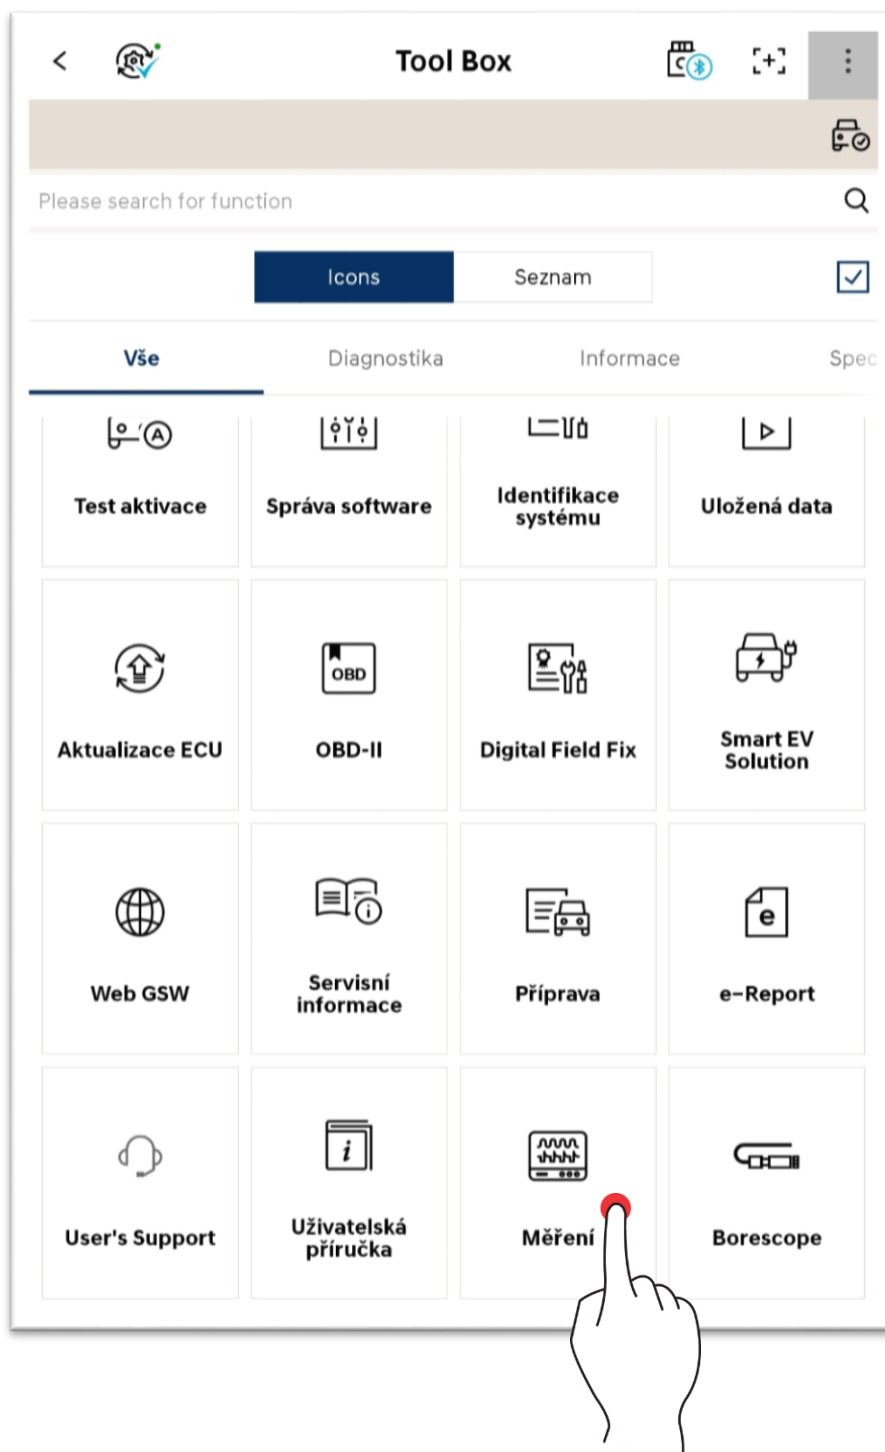 Tool Box
Please search for function
Icons
Seznam
Vše
Diagnostika
Informace
Spec
A
Test aktivace
Správa software
Identifikace
systému
Uložená data
OBD
Aktualizace ECU
OBD-II
Digital Field Fix
Smart EV
Solution
i
e
Web GSW
Servisní
informace
Příprava
e-Report
i
User's Support
Uživatelská
příručka
Měření
Borescope